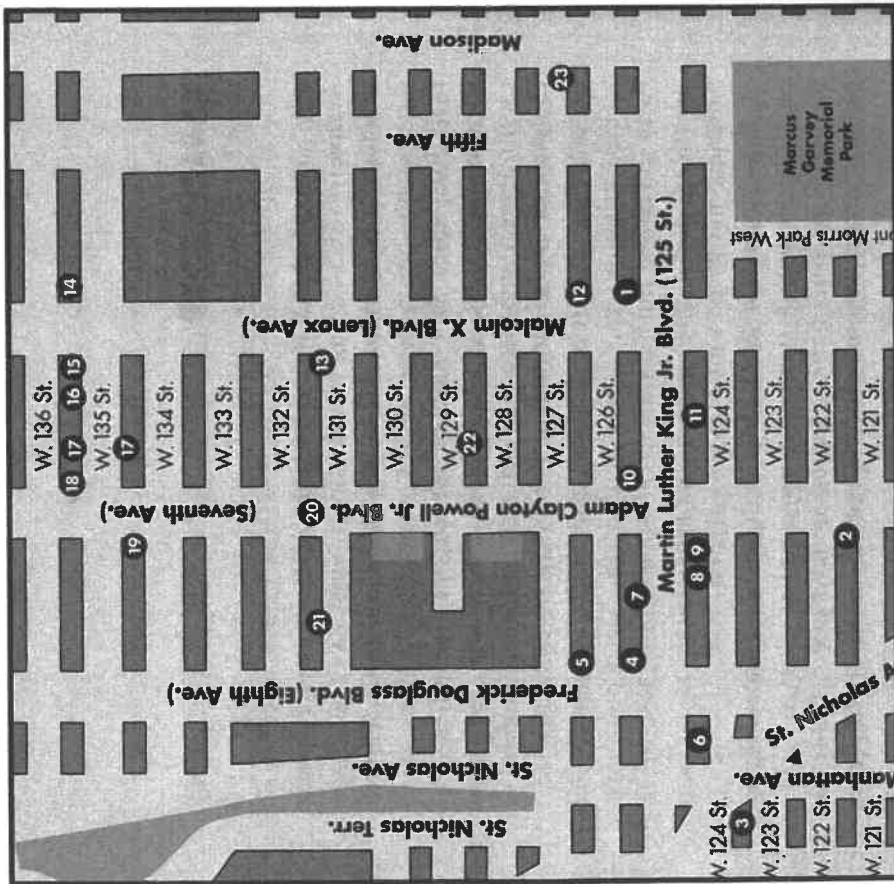 Madison Ave.
23
Fifth Ave.
Marcus
Garvey
Memorial
Park
Morris Park West
14
12
1
Malcolm X. Blvd. (Lenox Ave.)
Martin Luther King Jr. Blvd. (125 St.)
W. 136 St.
18
17
16
15
W. 135 St.
17
W. 134 St.
W. 133 St.
W. 132 St.
13
W. 131 St.
W. 130 St.
W. 129 St.
22
W. 128 St.
W. 127 St.
W. 126 St.
10
11
W. 124 St.
W. 123 St.
W. 122 St.
W. 121 St.
(Seventh Ave.)
20
Adam Clayton Powell Jr. Blvd.
19
21
5
4
7
8
9
2
Frederick Douglass Blvd. (Eighth Ave.)
6
St. Nicholas
St. Nicholas Ave.
Manhattan Ave.
St. Nicholas Terr.
W. 124 St.
3
W. 123 St.
W. 122 St.
W. 121 St.